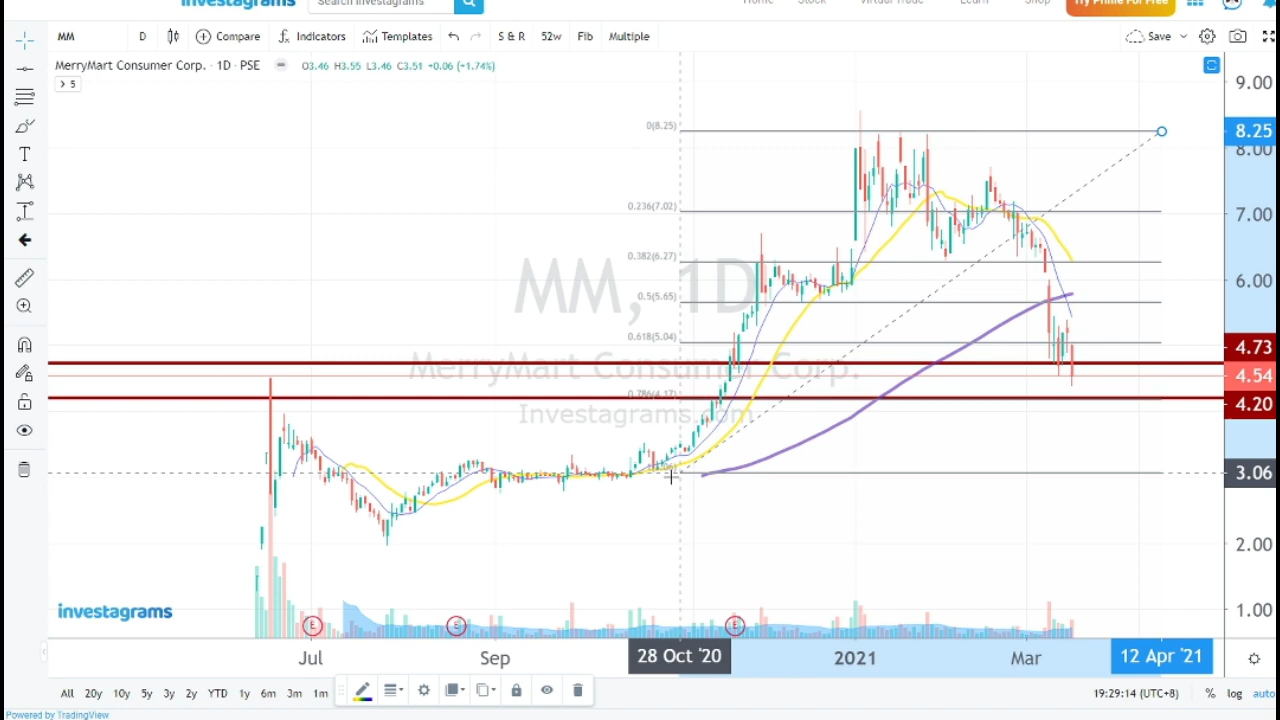 investagrams Search Investagrams Home Stock Virtual Trade Learn Shop Try Prime For Free
MM D Compare Indicators Templates S & R 52w Fib Multiple Save
MerryMart Consumer Corp. · 1D · PSE O3.46 H3.55 L3.46 C3.51 +0.06 (+1.74%)
> 5
9.00
0(8.25)
8.25
8.00
0.236(7.02)
7.00
0.382(6.27)
MM, 1D
6.00
0.5(5.65)
0.618(5.04)
4.73
MerryMart Consumer Corp.
4.54
0.786(4.17)
4.20
Investagrams.com
3.06
2.00
investagrams
1.00
E E E
Jul Sep 28 Oct '20 2021 Mar 12 Apr '21
All 20y 10y 5y 3y 2y YTD 1y 6m 3m 1m 19:29:14 (UTC+8) % log auto
Powered by TradingView